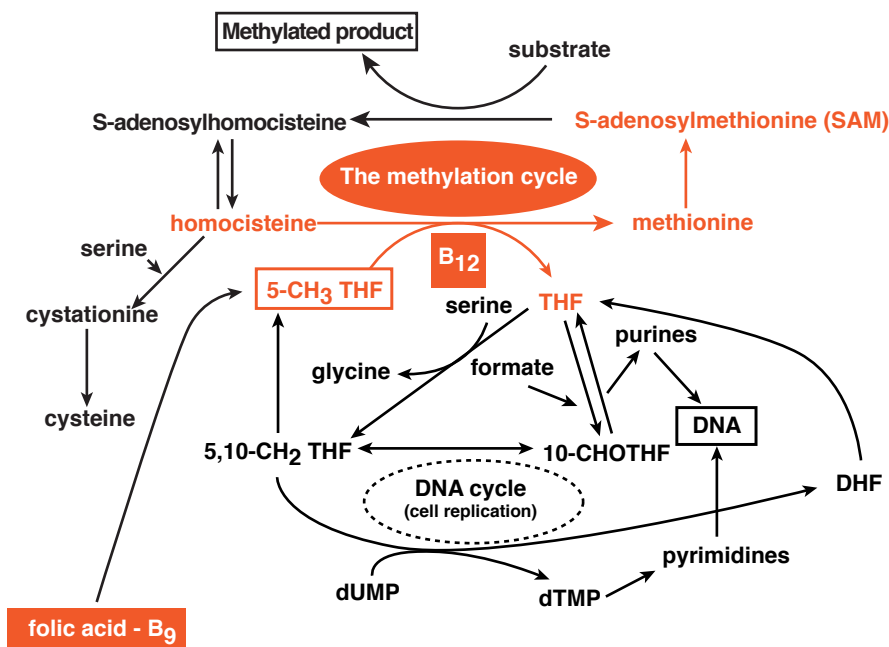 Methylated product
substrate
S-adenosylhomocisteine
S-adenosylmethionine (SAM)
The methylation cycle
homocisteine
methionine
serine
B12
5-CH3 THF
cystationine
serine
THF
purines
glycine
formate
cysteine
DNA
5,10-CH2 THF
10-CHOTHF
DNA cycle
(cell replication)
DHF
pyrimidines
dUMP
dTMP
folic acid - B9